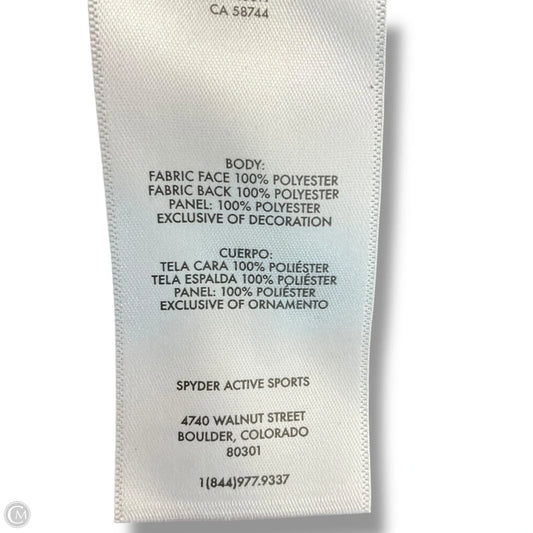 CA 58744
BODY:
FABRIC FACE 100% POLYESTER
FABRIC BACK 100% POLYESTER
PANEL: 100% POLYESTER
EXCLUSIVE OF DECORATION
CUERPO:
TELA CARA 100% POLIÉSTER
TELA ESPALDA 100% POLIÉSTER
PANEL: 100% POLIÉSTER
EXCLUSIVE OF ORNAMENTO
SPYDER ACTIVE SPORTS
4740 WALNUT STREET
BOULDER, COLORADO
80301
1(844)977.9337
CM